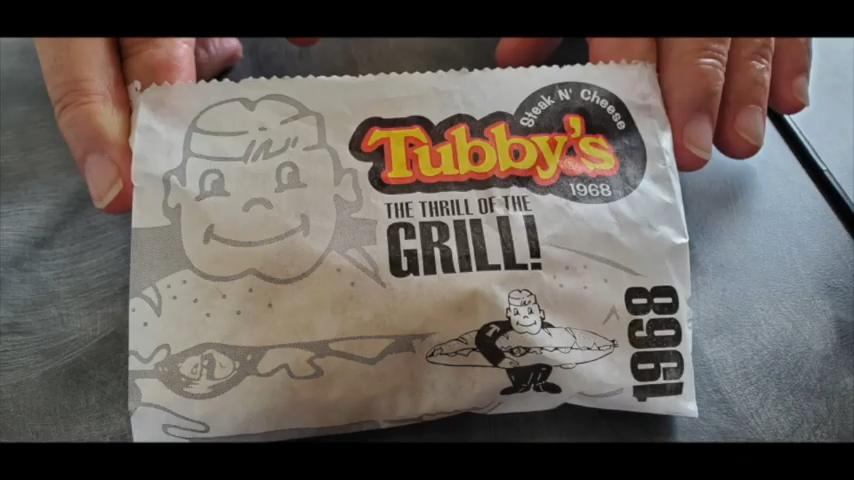 Steak N' Cheese
Tubby's
1968
THE THRILL OF THE
GRILL!
T
1968